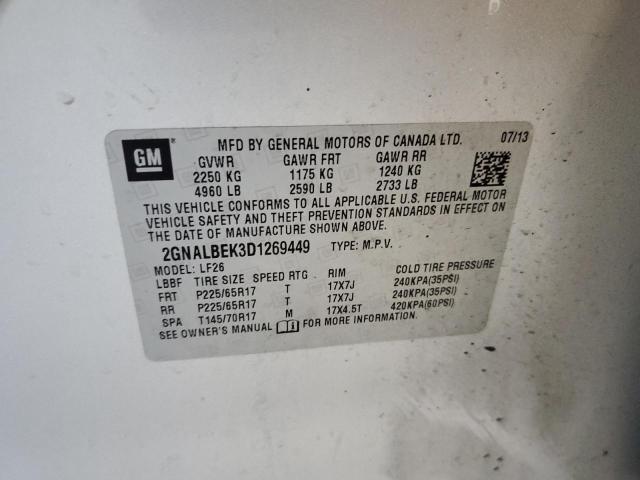 GM
MFD BY GENERAL MOTORS OF CANADA LTD. 07/13
GVWR GAWR FRT GAWR RR
2250 KG 1175 KG 1240 KG
4960 LB 2590 LB 2733 LB
THIS VEHICLE CONFORMS TO ALL APPLICABLE U.S. FEDERAL MOTOR
VEHICLE SAFETY AND THEFT PREVENTION STANDARDS IN EFFECT ON
THE DATE OF MANUFACTURE SHOWN ABOVE.
2GNALBEK3D1269449 TYPE: M.P.V.
MODEL: LF26
LBBF TIRE SIZE SPEED RTG RIM COLD TIRE PRESSURE
FRT P225/65R17 T 17X7J 240KPA(35PSI)
RR P225/65R17 T 17X7J 240KPA(35PSI)
SPA T145/70R17 M 17X4.5T 420KPA(60PSI)
SEE OWNER'S MANUAL FOR MORE INFORMATION.